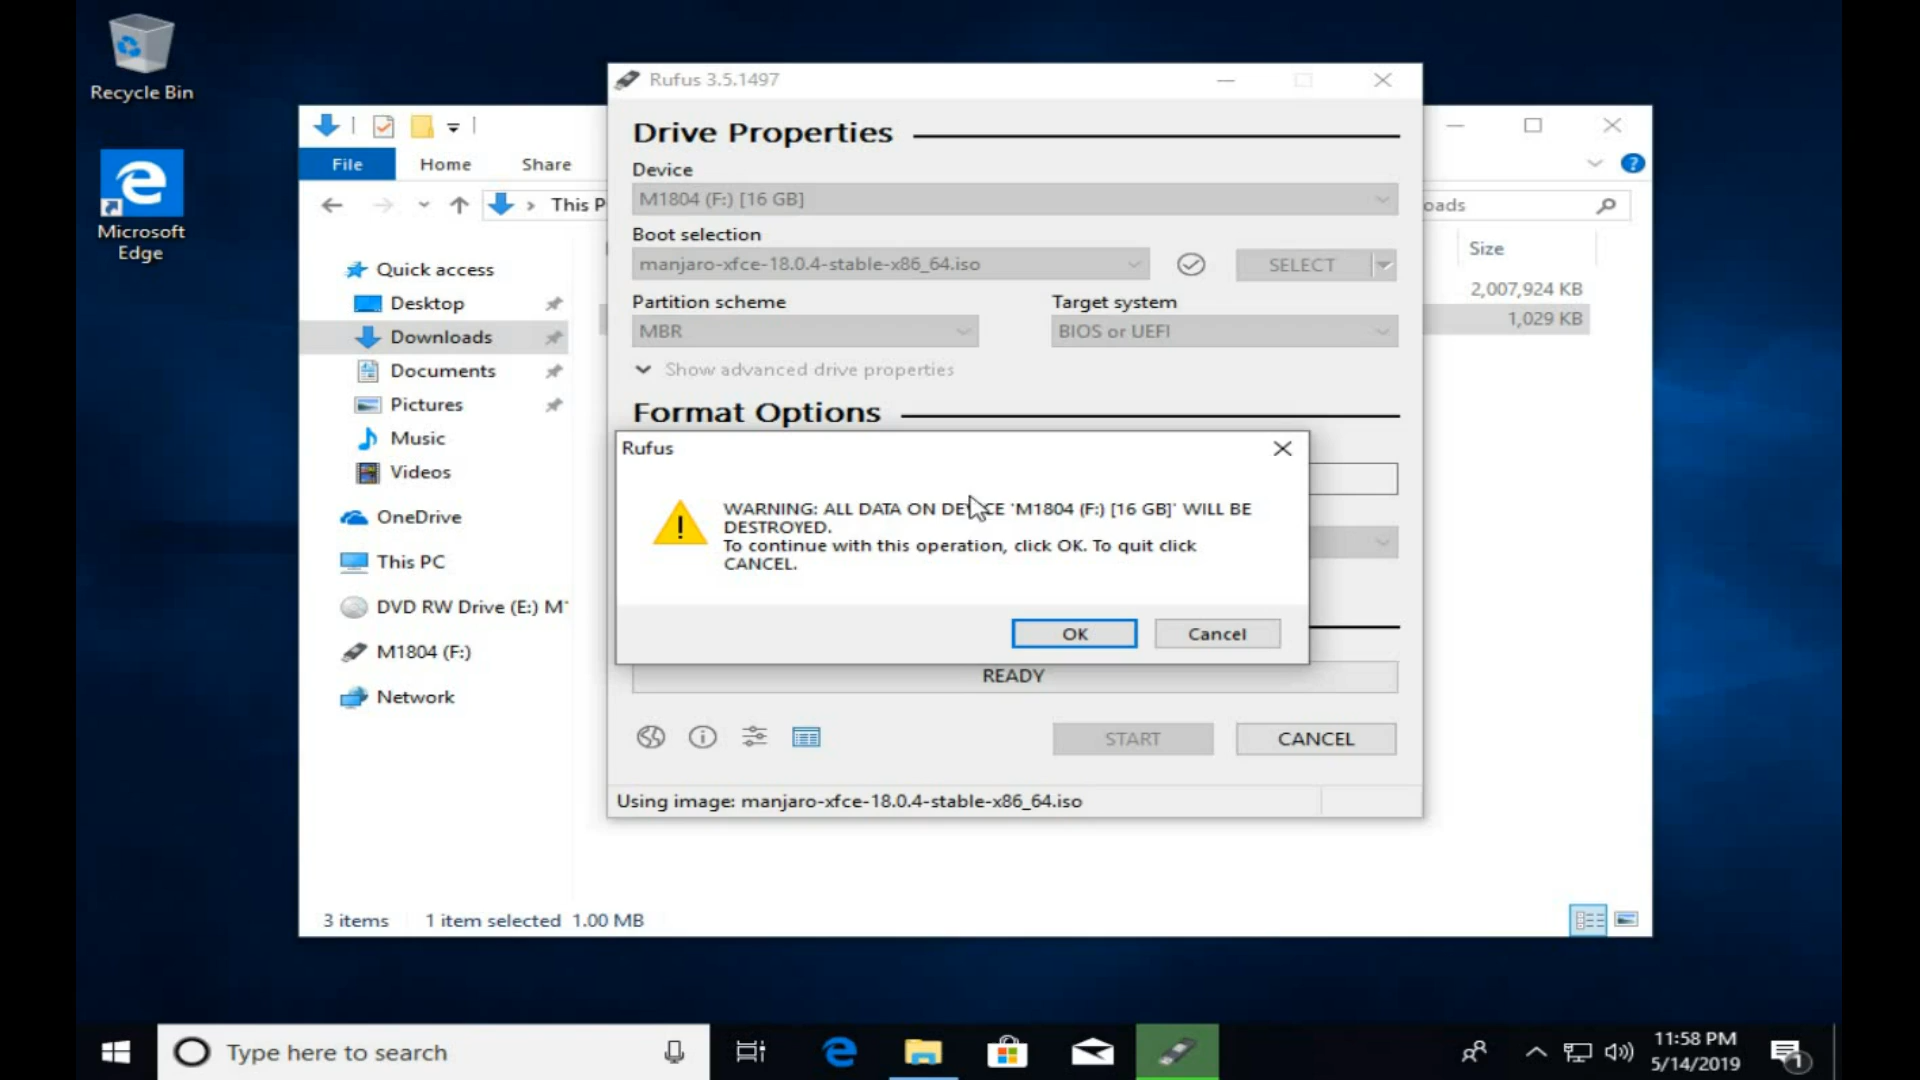 Recycle Bin
Microsoft
Edge
Rufus 3.5.1497
Drive Properties
Device
M1804 (F:) [16 GB]
Boot selection
manjaro-xfce-18.0.4-stable-x86_64.iso
SELECT
Partition scheme
Target system
MBR
BIOS or UEFI
Show advanced drive properties
Format Options
Rufus
WARNING: ALL DATA ON DEVICE 'M1804 (F:) [16 GB]' WILL BE
DESTROYED.
To continue with this operation, click OK. To quit click
CANCEL.
OK
Cancel
READY
START
CANCEL
Using image: manjaro-xfce-18.0.4-stable-x86_64.iso
File
Home
Share
This P
oads
Size
2,007,924 KB
1,029 KB
Quick access
Desktop
Downloads
Documents
Pictures
Music
Videos
OneDrive
This PC
DVD RW Drive (E:) M
M1804 (F:)
Network
3 items
1 item selected 1.00 MB
Type here to search
11:58 PM
5/14/2019
1